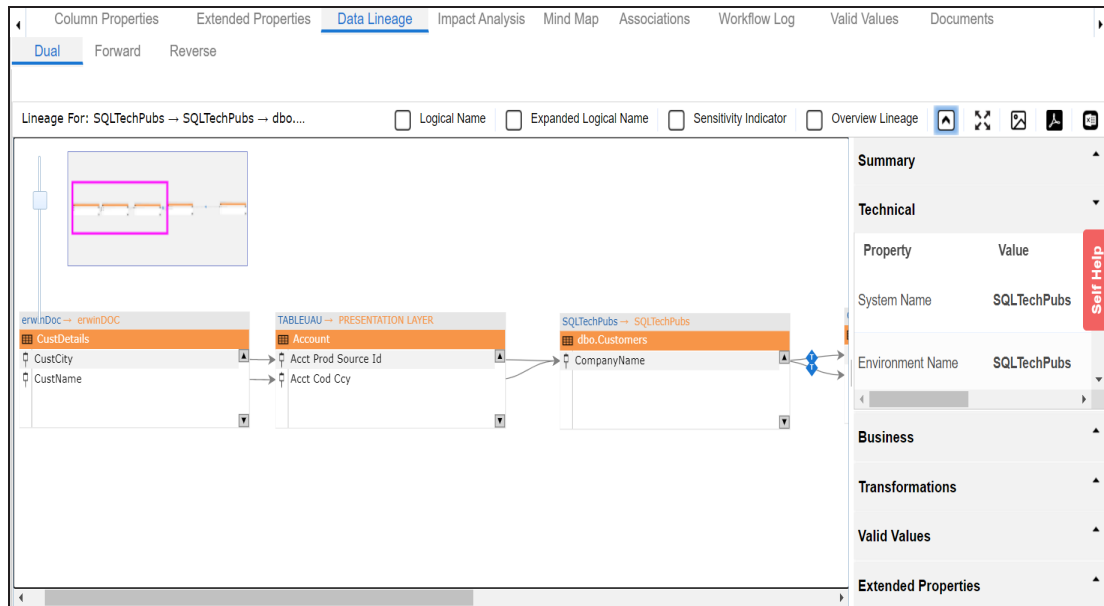 Column Properties Extended Properties Data Lineage Impact Analysis Mind Map Associations Workflow Log Valid Values Documents
Dual Forward Reverse
Lineage For: SQLTechPubs → SQLTechPubs → dbo.... Logical Name Expanded Logical Name Sensitivity Indicator Overview Lineage
Summary
Technical
Property Value
System Name SQLTechPubs
Environment Name SQLTechPubs
Business
Transformations
Valid Values
Extended Properties
Self Help
erwinDoc → erwinDOC
CustDetails
CustCity
CustName
TABLEUAU → PRESENTATION LAYER
Account
Acct Prod Source Id
Acct Cod Ccy
SQLTechPubs → SQLTechPubs
dbo.Customers
CompanyName
T
T